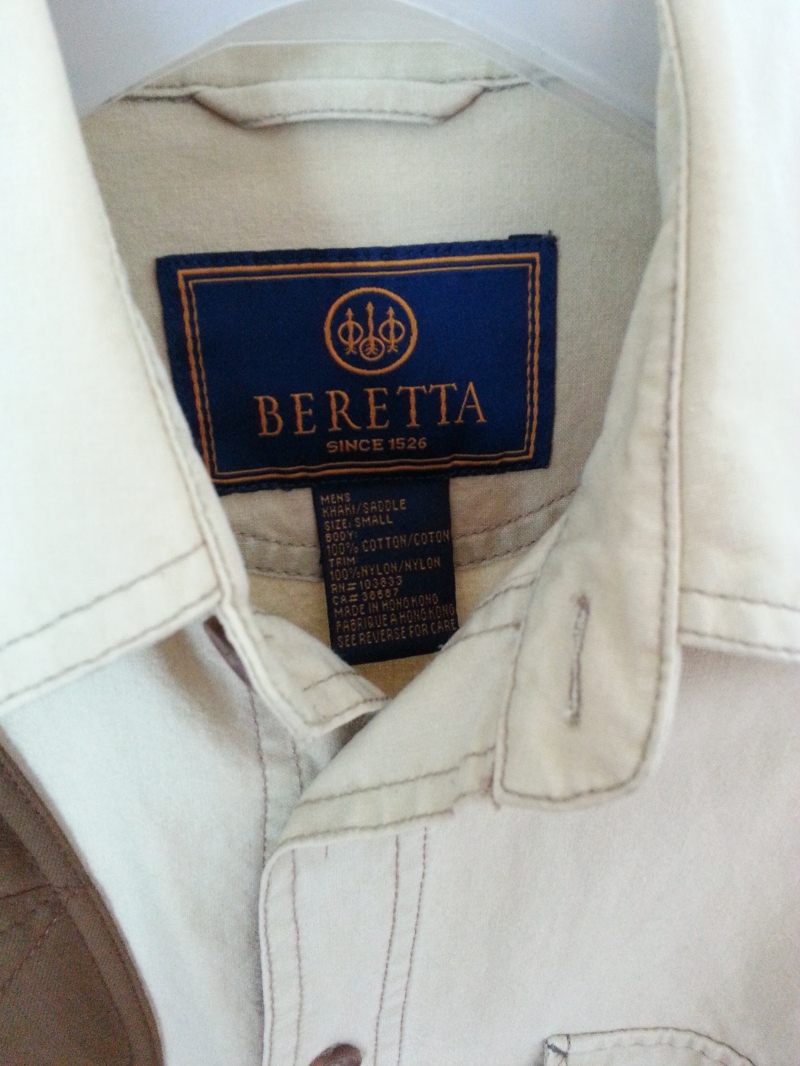 BERETTA
SINCE 1526
MENS
KHAKI/SADDLE
SIZE: SMALL
BODY:
100% COTTON/COTON
TRIM:
100%NYLON/NYLON
RN# 103833
CA# 38687
MADE IN HONG KONG
FABRIQUE A HONG KONG
SEE REVERSE FOR CARE